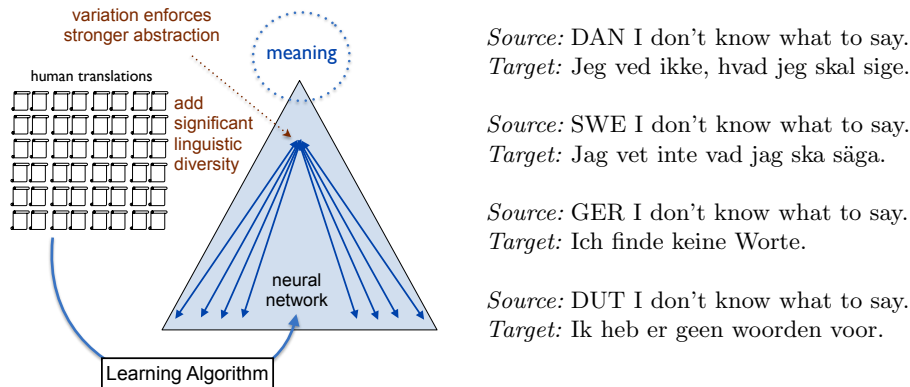 variation enforces
stronger abstraction
meaning
human translations
add
significant
linguistic
diversity
neural
network
Learning Algorithm
Source: DAN I don't know what to say.
Target: Jeg ved ikke, hvad jeg skal sige.
Source: SWE I don't know what to say.
Target: Jag vet inte vad jag ska säga.
Source: GER I don't know what to say.
Target: Ich finde keine Worte.
Source: DUT I don't know what to say.
Target: Ik heb er geen woorden voor.